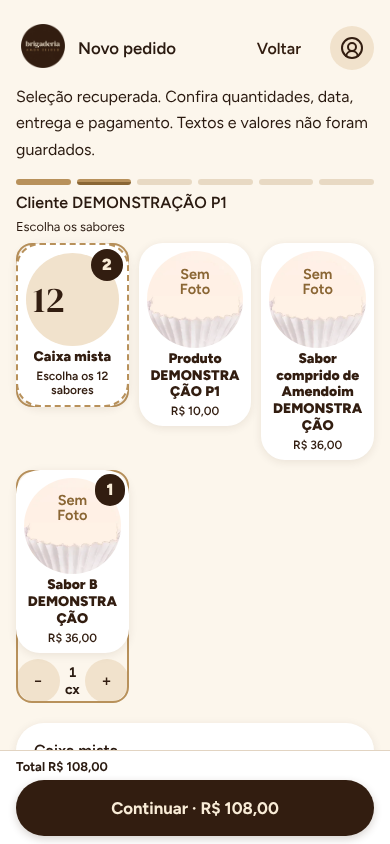 brigaderia
Novo pedido
Voltar
Seleção recuperada. Confira quantidades, data,
entrega e pagamento. Textos e valores não foram
guardados.
Cliente DEMONSTRAÇÃO P1
Escolha os sabores
2
12
Caixa mista
Escolha os 12
sabores
Sem
Foto
Produto
DEMONSTRA
ÇÃO P1
R$ 10,00
Sem
Foto
Sabor
comprido de
Amendoim
DEMONSTRA
ÇÃO
R$ 36,00
1
Sem
Foto
Sabor B
DEMONSTRA
ÇÃO
R$ 36,00
−
1
cx
+
Caixa mista
Total R$ 108,00
Continuar · R$ 108,00